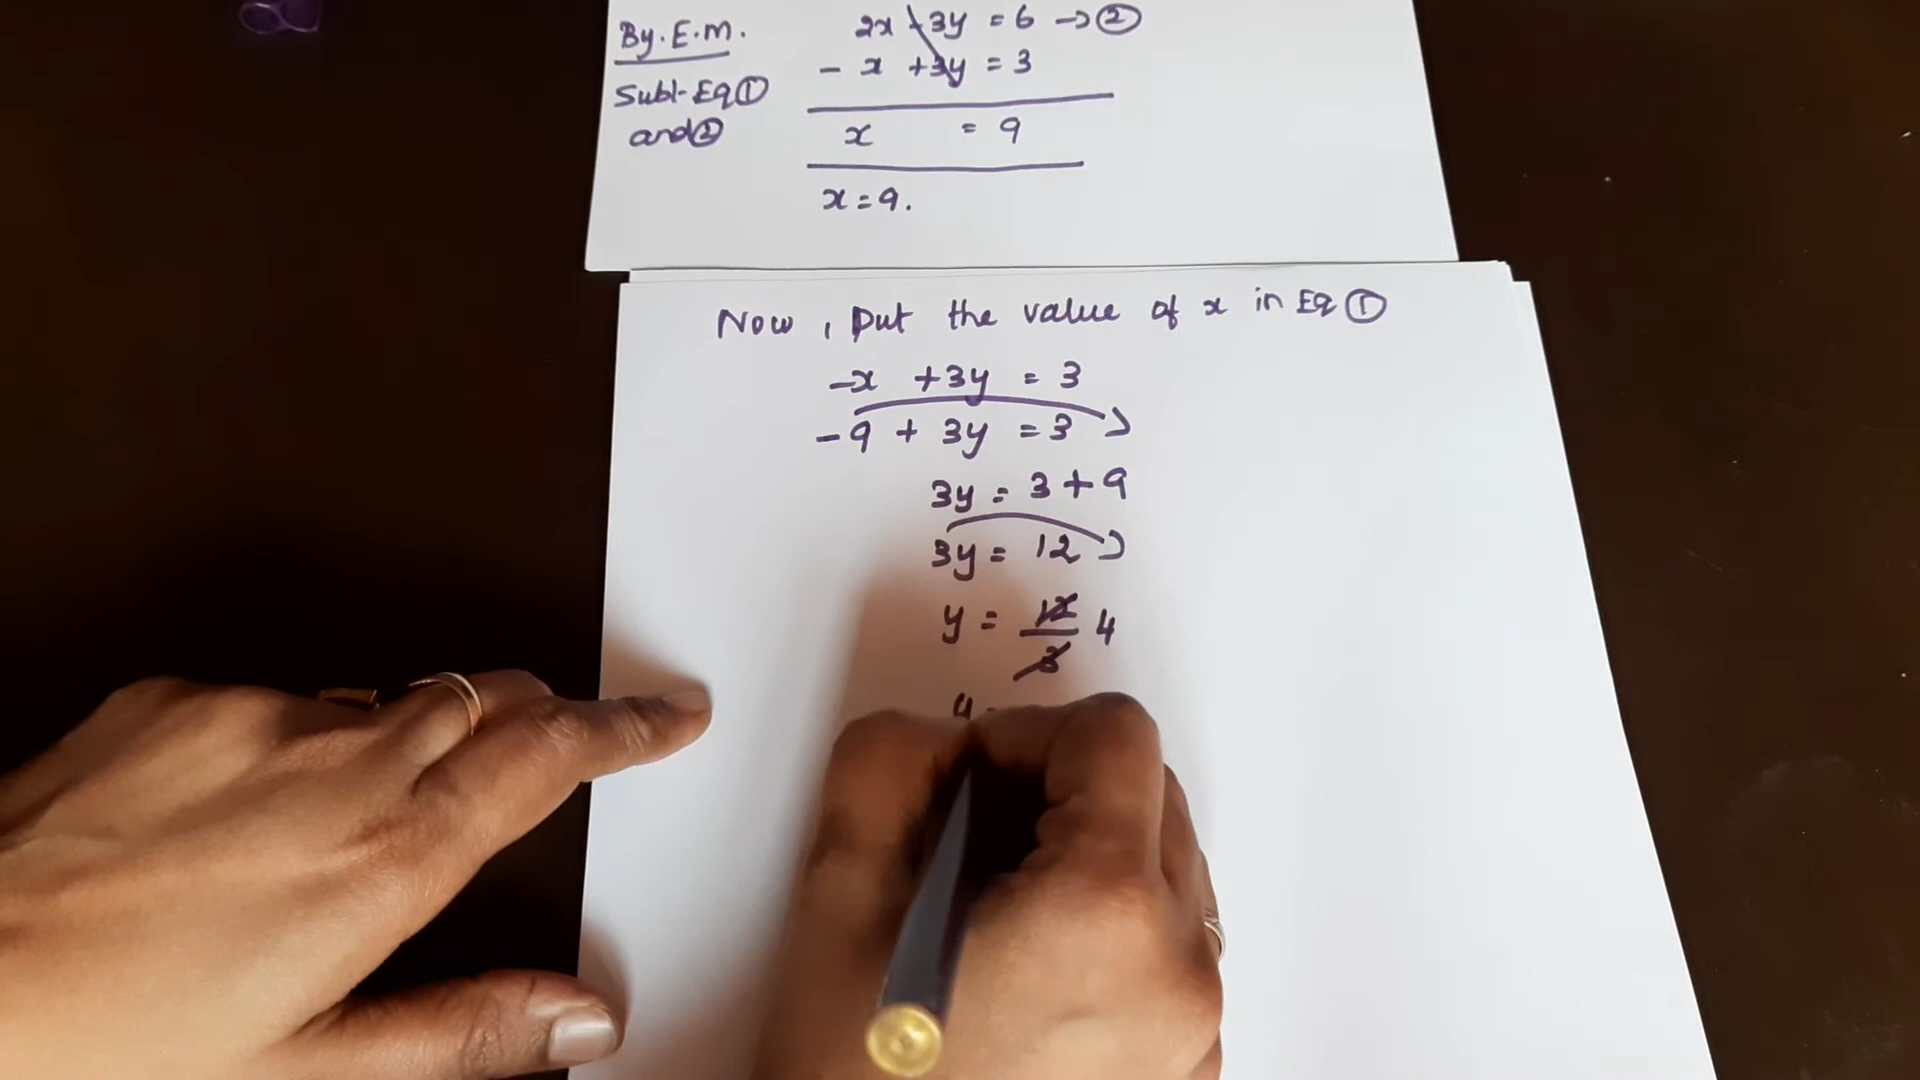 By. E.M.
2x - 3y = 6 → ②
Subt- Eq ①
- x + 3y = 3
and ②
x = 9
x = 9.
Now, put the value of x in Eq ①
-x + 3y = 3
-9 + 3y = 3
3y = 3 + 9
3y = 12
y = 12/3 4
y =